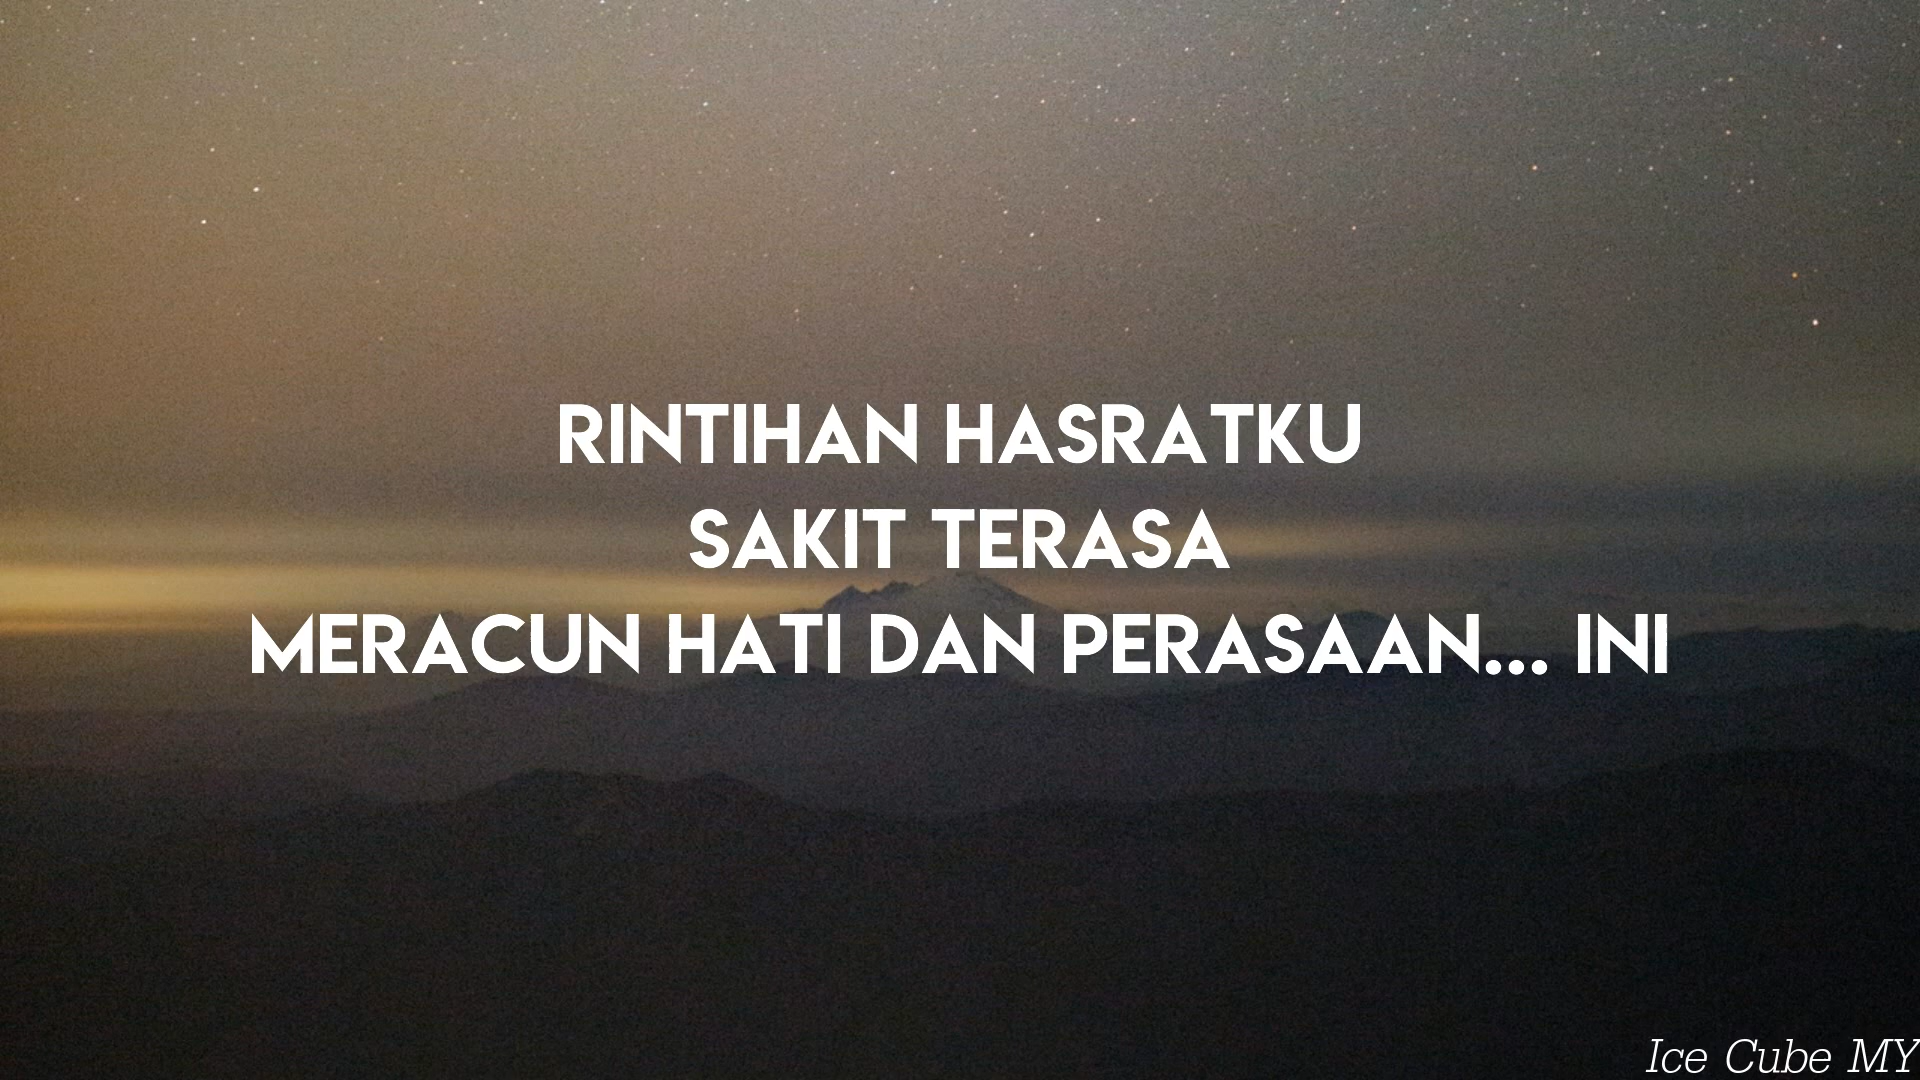 RINTIHAN HASRATKU
SAKIT TERASA
MERACUN HATI DAN PERASAAN... INI
Ice Cube MY